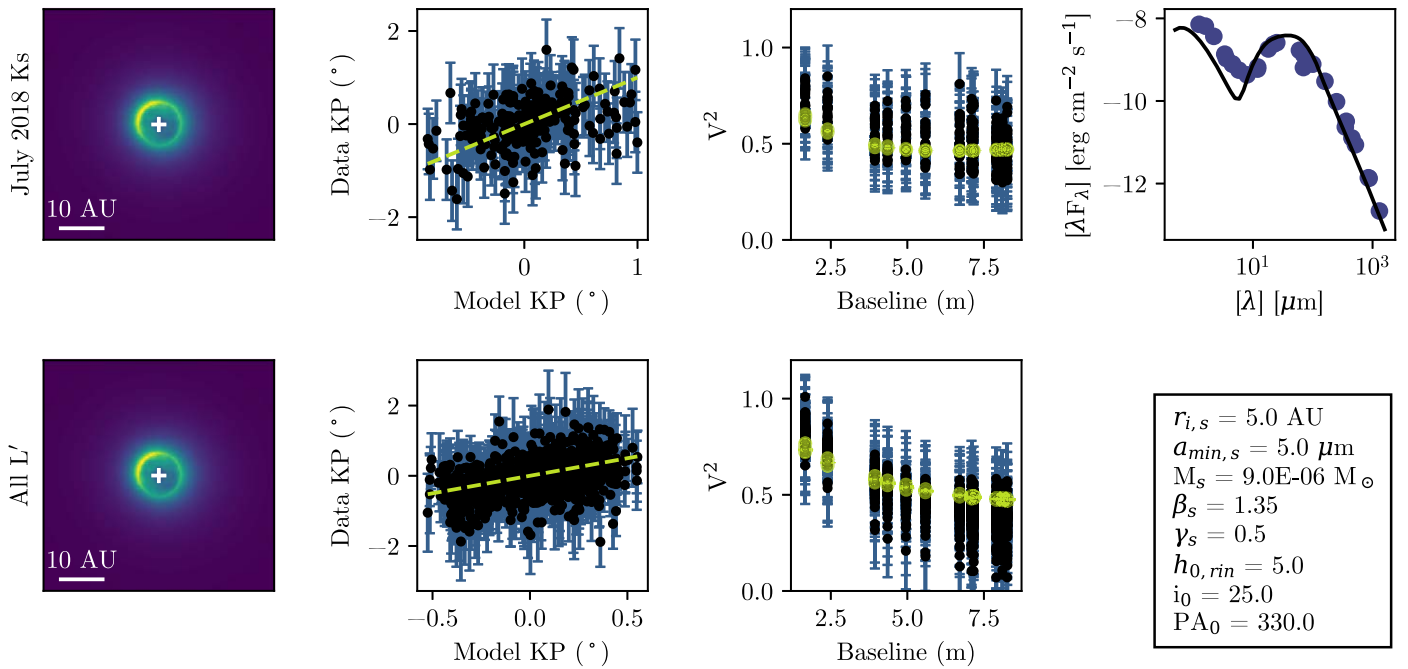 July 2018 Ks
10 AU
Data KP (°)
2
0
−2
0
1
Model KP (°)
V²
1.0
0.5
0.0
2.5
5.0
7.5
Baseline (m)
[λF_λ] [erg cm⁻² s⁻¹]
−8
−10
−12
10¹
10³
[λ] [μm]
All L′
10 AU
Data KP (°)
2
0
−2
−0.5
0.0
0.5
Model KP (°)
V²
1.0
0.5
0.0
2.5
5.0
7.5
Baseline (m)
r_{i,s} = 5.0 AU
a_{min,s} = 5.0 μm
M_s = 9.0E-06 M_⊙
β_s = 1.35
γ_s = 0.5
h_{0,rin} = 5.0
i₀ = 25.0
PA₀ = 330.0